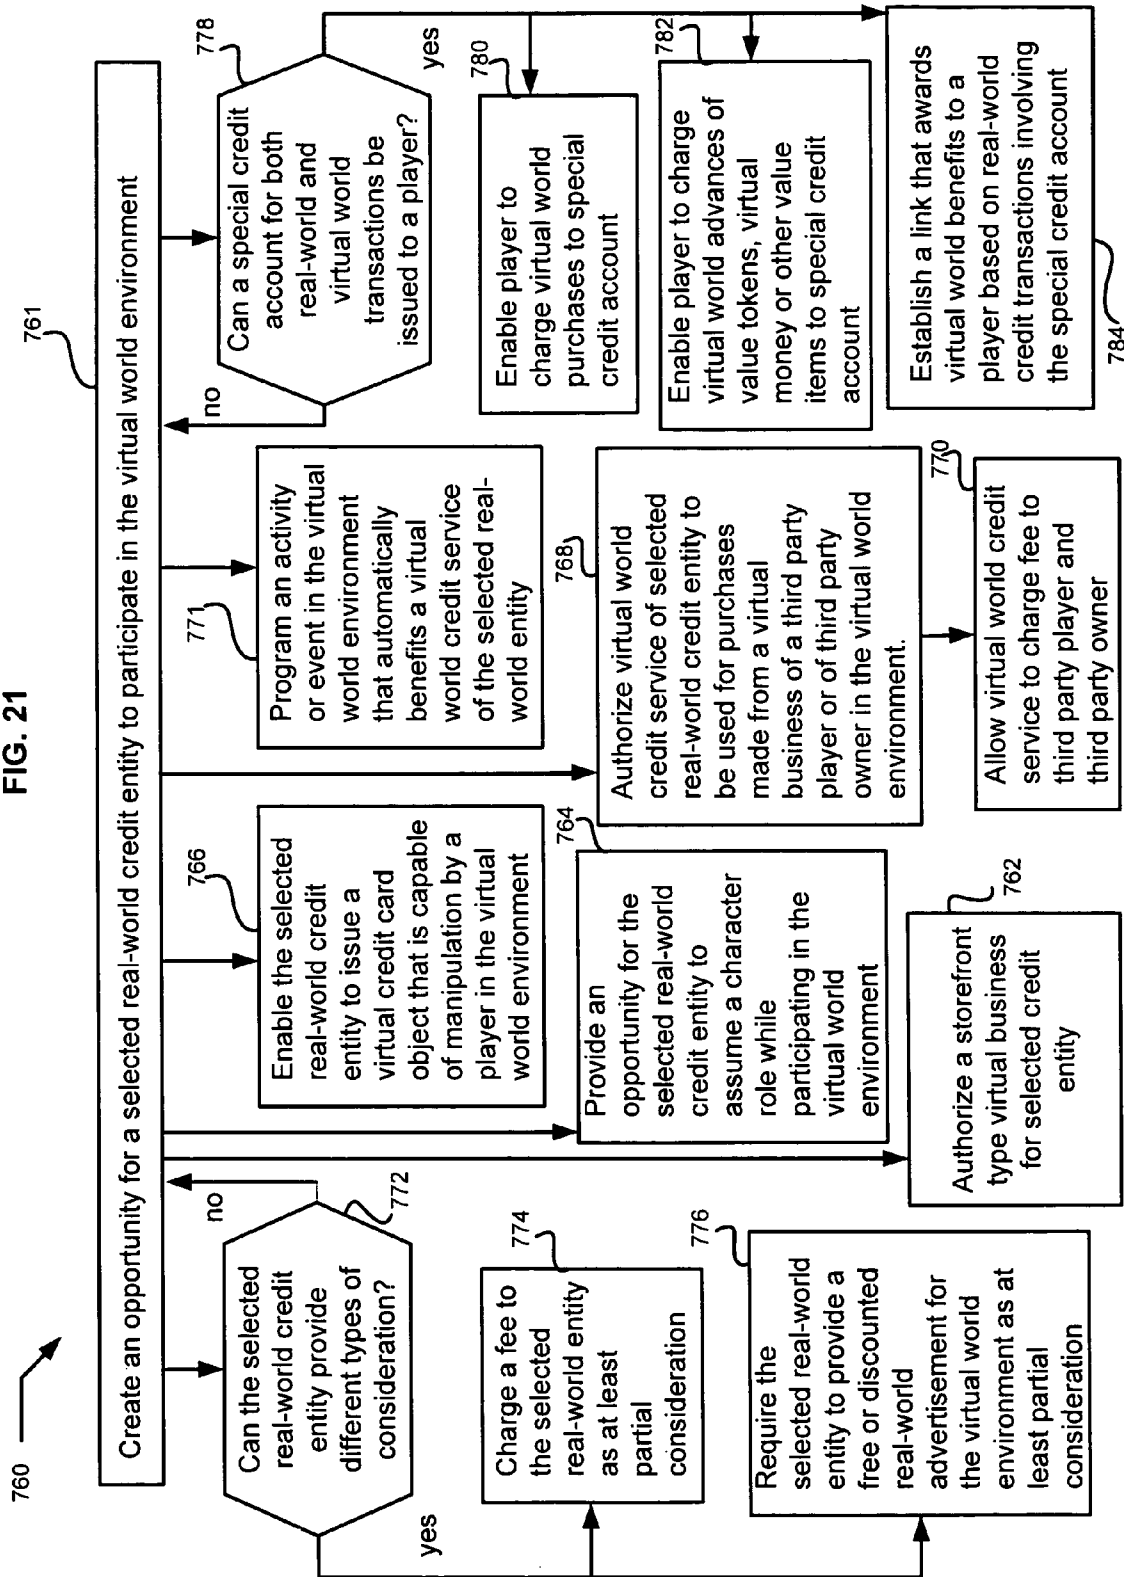 FIG. 21
760
761
Create an opportunity for a selected real-world credit entity to participate in the virtual world environment
Can the selected
real-world credit
entity provide
different types of
consideration?
772
no
yes
Charge a fee to
the selected
real-world entity
as at least
partial
consideration
774
Require the
selected real-world
entity to provide a
free or discounted
real-world
advertisement for
the virtual world
environment as at
least partial
consideration
776
766
Enable the selected
real-world credit
entity to issue a
virtual credit card
object that is capable
of manipulation by a
player in the virtual
world environment
764
Provide an
opportunity for the
selected real-world
credit entity to
assume a character
role while
participating in the
virtual world
environment
762
Authorize a storefront
type virtual business
for selected credit
entity
771
Program an activity
or event in the virtual
world environment
that automatically
benefits a virtual
world credit service
of the selected real-
world entity
768
Authorize virtual world
credit service of selected
real-world credit entity to
be used for purchases
made from a virtual
business of a third party
player or of third party
owner in the virtual world
environment.
770
Allow virtual world credit
service to charge fee to
third party player and
third party owner
778
Can a special credit
account for both
real-world and
virtual world
transactions be
issued to a player?
no
yes
780
Enable player to
charge virtual world
purchases to special
credit account
782
Enable player to charge
virtual world advances of
value tokens, virtual
money or other value
items to special credit
account
Establish a link that awards
virtual world benefits to a
player based on real-world
credit transactions involving
the special credit account
784